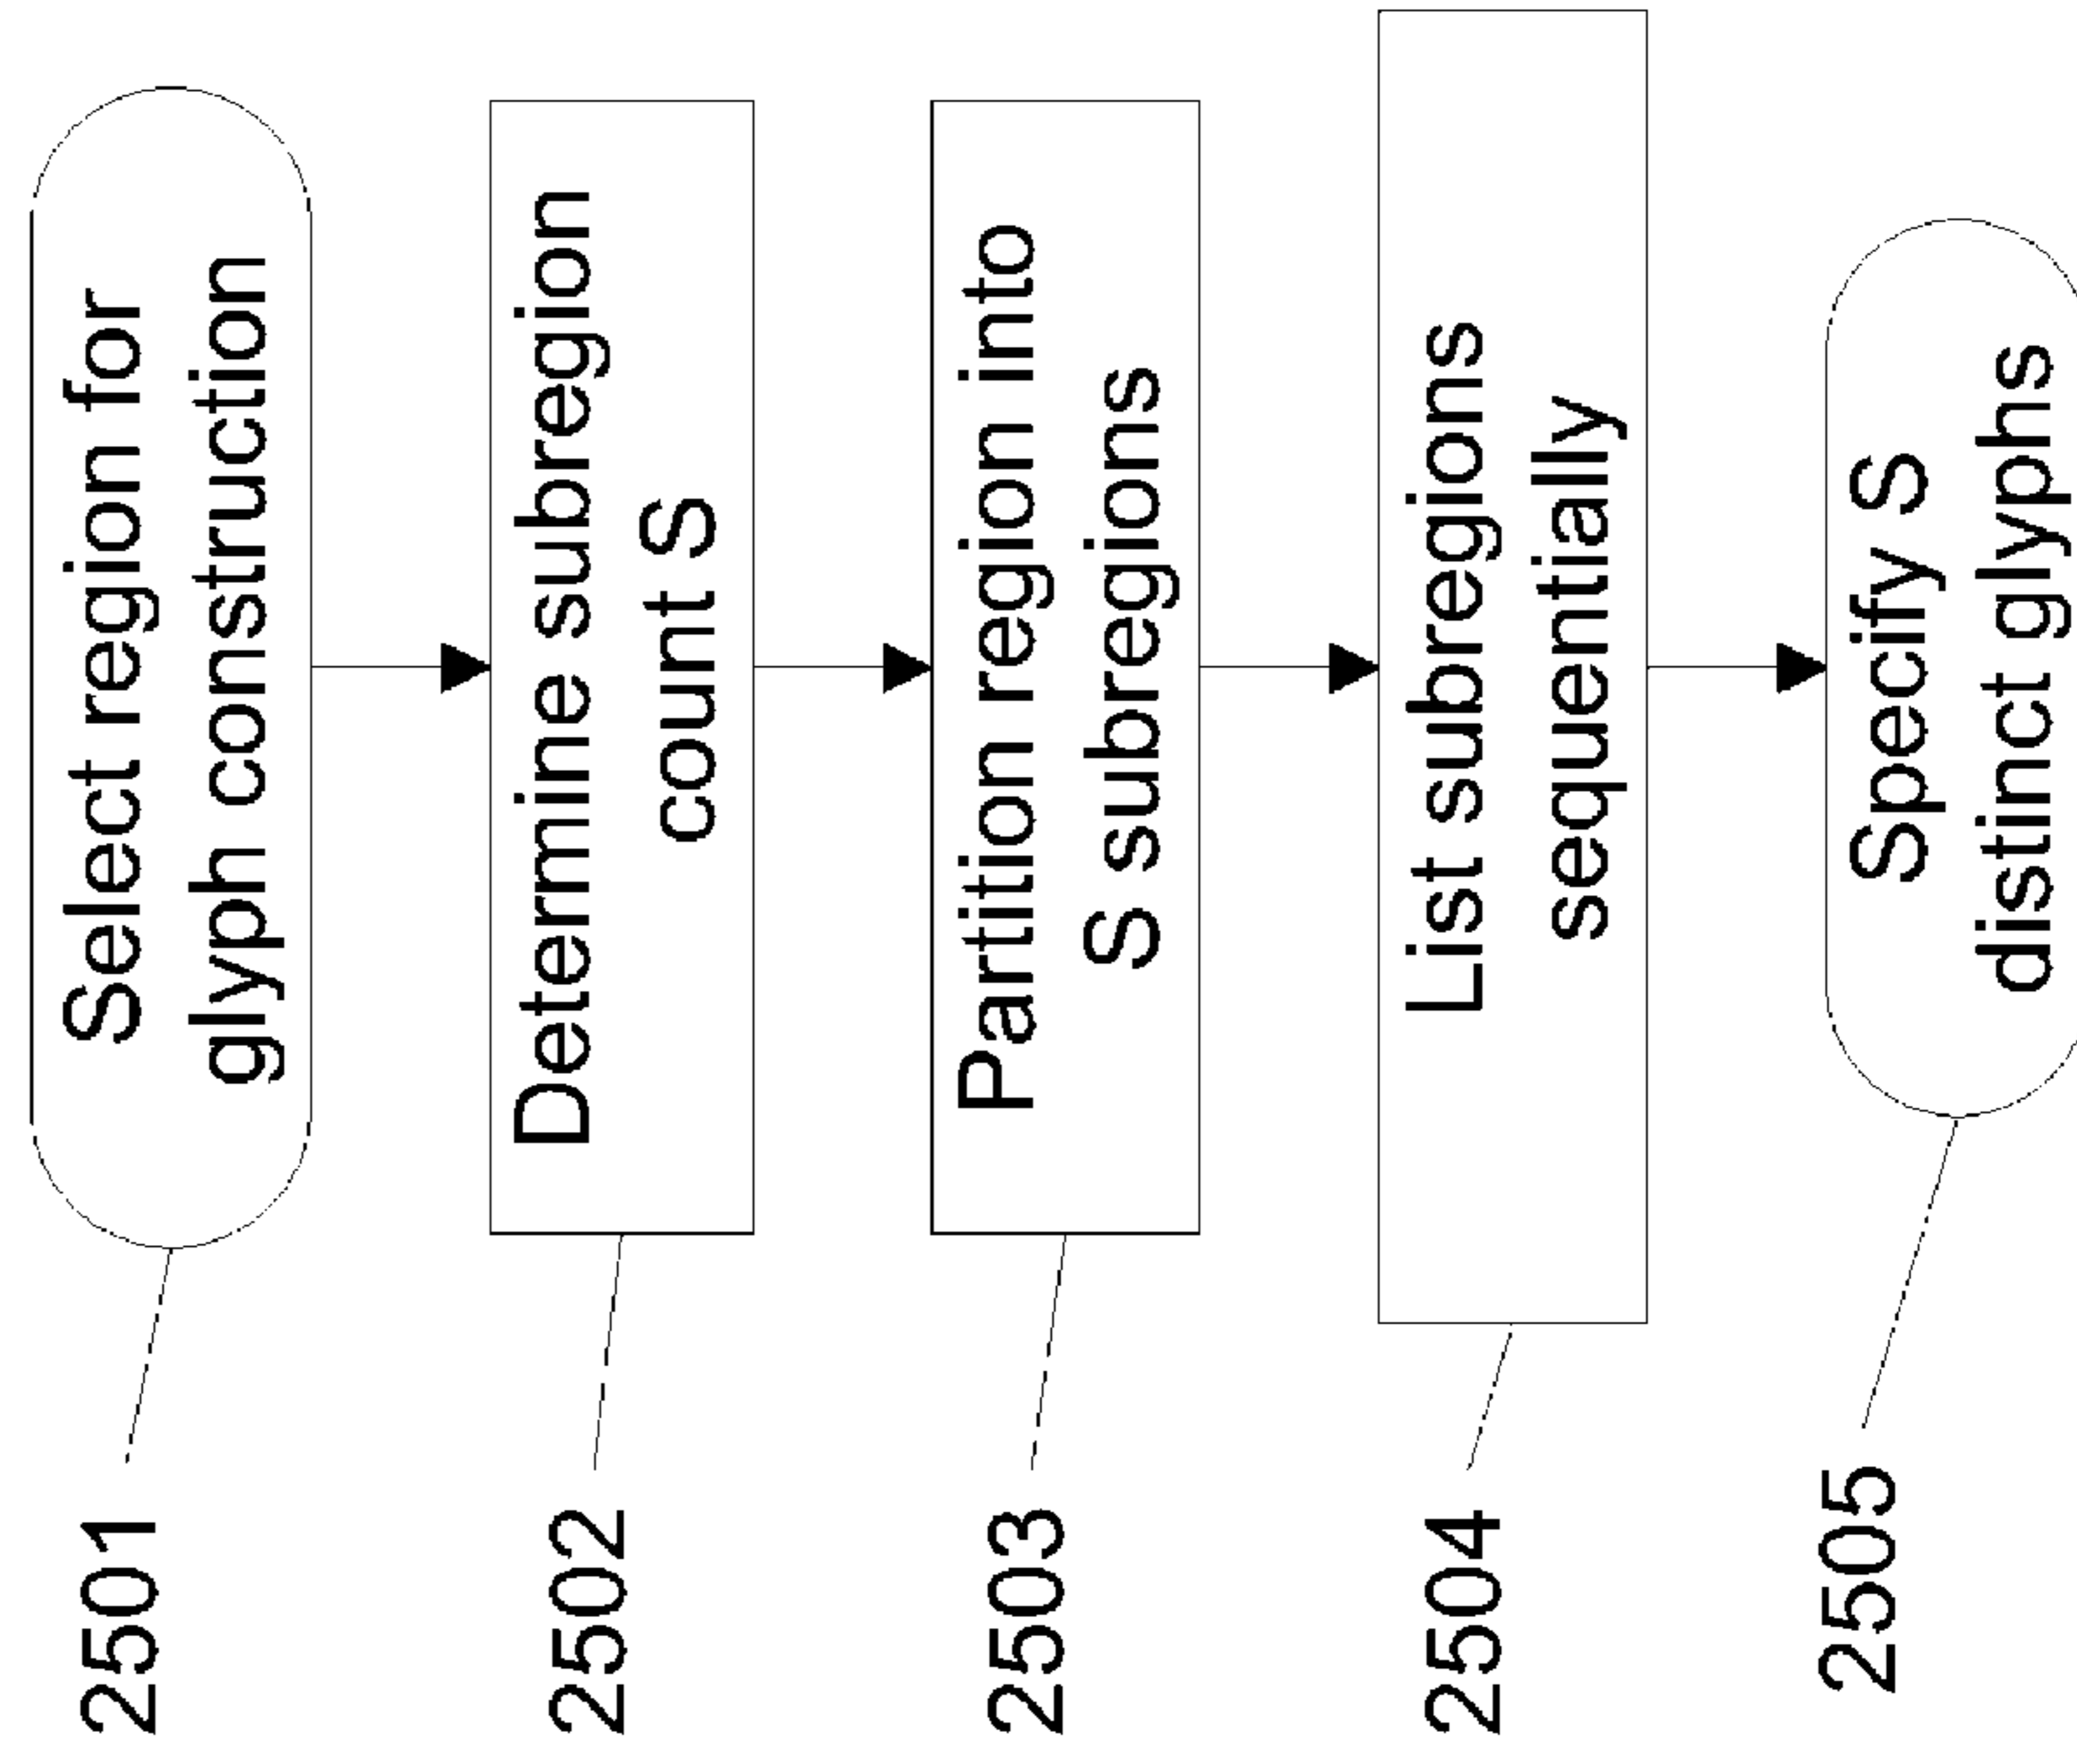 2501
Select region for
glyph construction
2502
Determine subregion
count S
2503
Partition region into
S subregions
2504
List subregions
sequentially
2505
Specify S
distinct glyphs